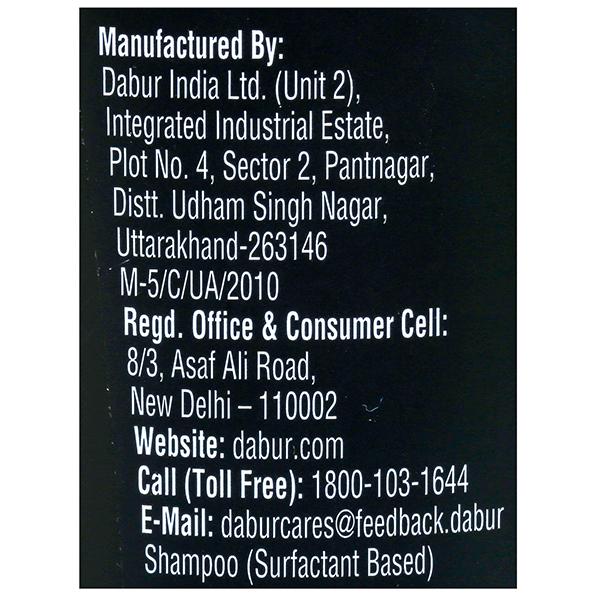 Manufactured By:
Dabur India Ltd. (Unit 2),
Integrated Industrial Estate,
Plot No. 4, Sector 2, Pantnagar,
Distt. Udham Singh Nagar,
Uttarakhand-263146
M-5/C/UA/2010
Regd. Office & Consumer Cell:
8/3, Asaf Ali Road,
New Delhi – 110002
Website: dabur.com
Call (Toll Free): 1800-103-1644
E-Mail: daburcares@feedback.dabur
Shampoo (Surfactant Based)